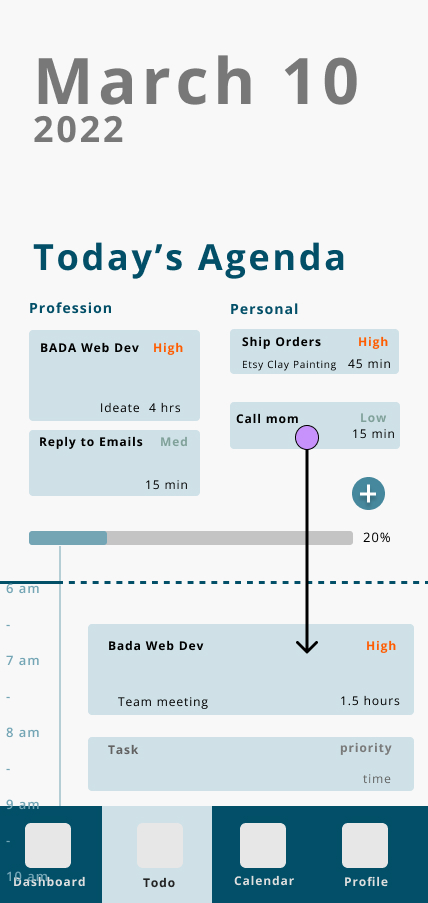 March 10
2022
Today's Agenda
Profession
Personal
BADA Web Dev High
Ideate 4 hrs
Reply to Emails Med
15 min
Ship Orders High
Etsy Clay Painting 45 min
Call mom Low
15 min
20%
6 am
-
7 am
-
8 am
-
9 am
-
10 am
Bada Web Dev High
Team meeting 1.5 hours
Task priority
time
Dashboard Todo Calendar Profile